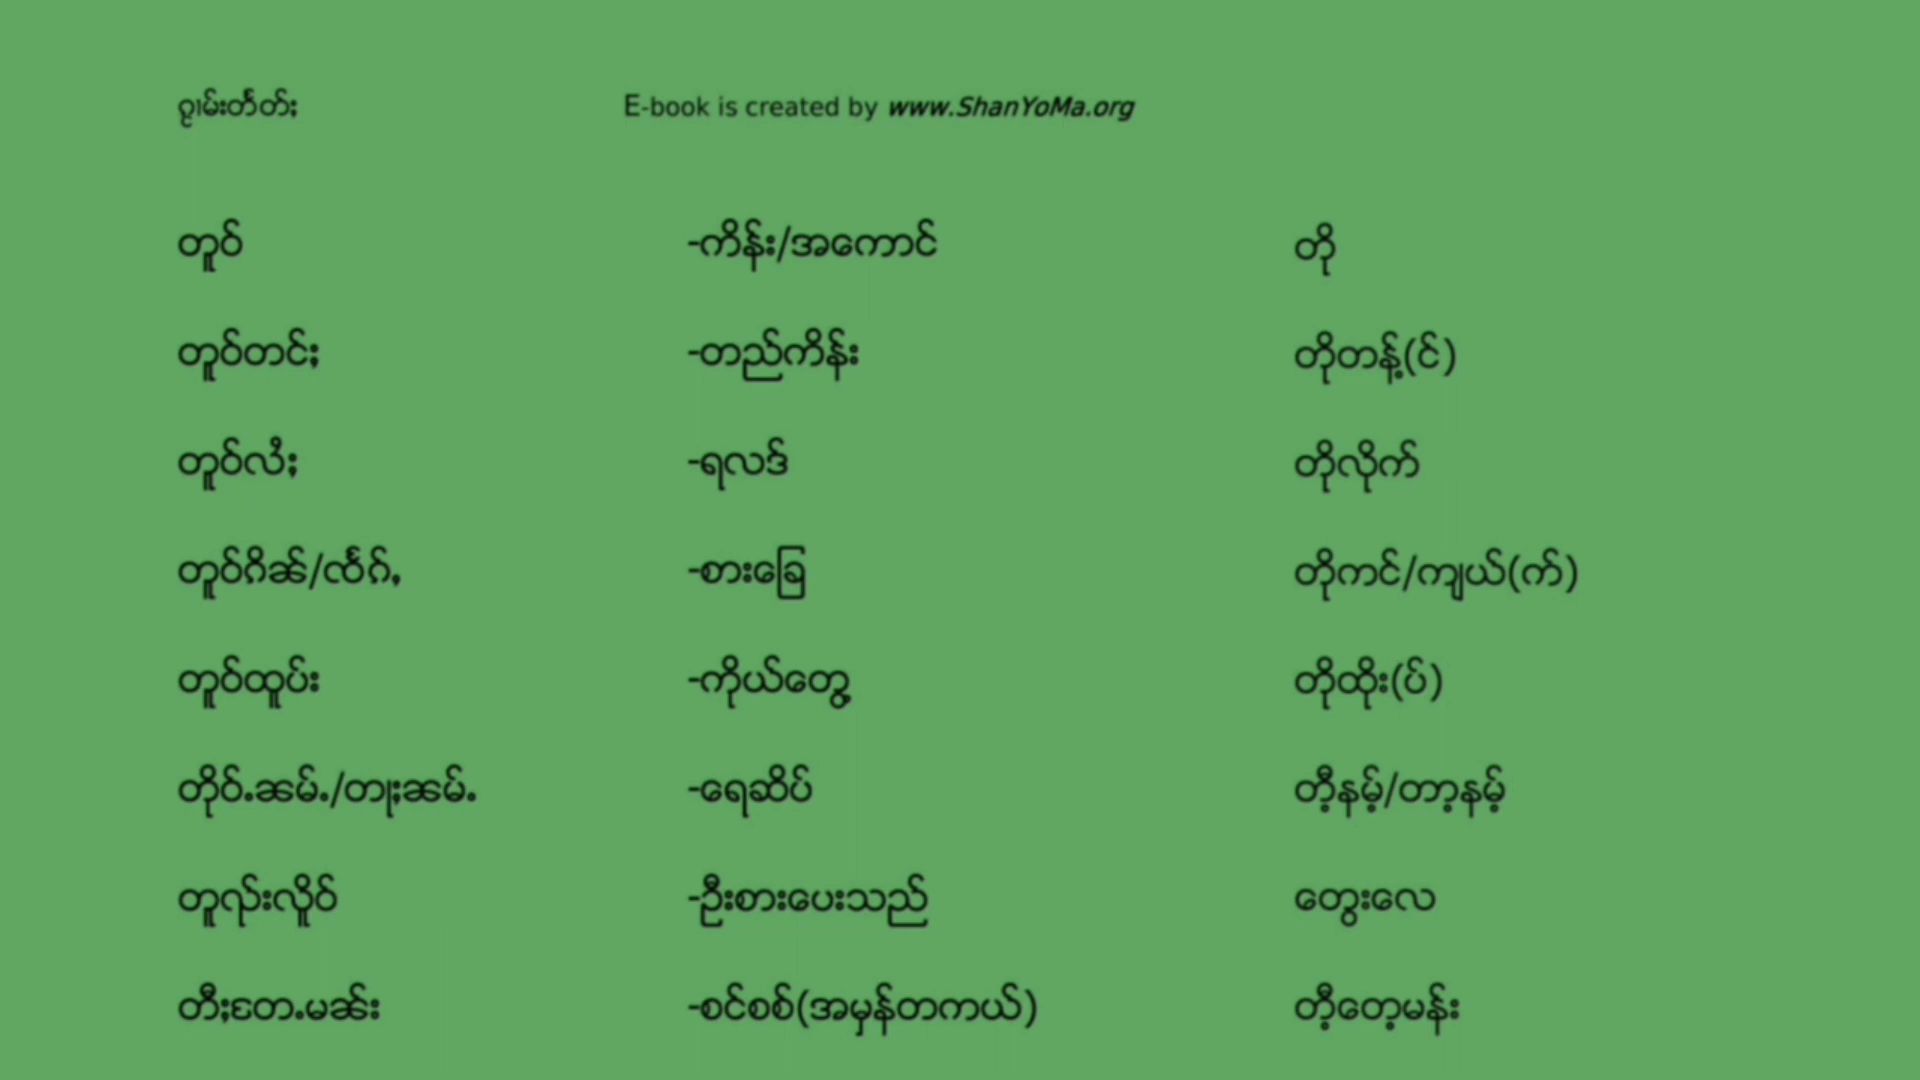 ၵႂၢမ်းတႅတ်ႈ E-book is created by www.ShanYoMa.org
တူဝ် -ကိန်း/အကောင် တို
တူဝ်တင်ႈ -တည်ကိန်း တိုတန့်(င်)
တူဝ်လႆႈ -ရလဒ် တိုလိုက်
တူဝ်ၵိၼ်/ၸႅၵ်ႇ -စားခြေ တိုကင်/ကျယ်(က်)
တူဝ်ထူပ်း -ကိုယ်တွေ့ တိုထိုး(ပ်)
တိုဝ်ႉၼမ်ႉ/တႃႈၼမ်ႉ -ရေဆိပ် တီ့နမ့်/တာ့နမ့်
တူၺ်းလူိဝ် -ဦးစားပေးသည် တွေးလေ
တီႈတႄႉမၼ်း -စင်စစ်(အမှန်တကယ်) တီ့တေ့မန်း